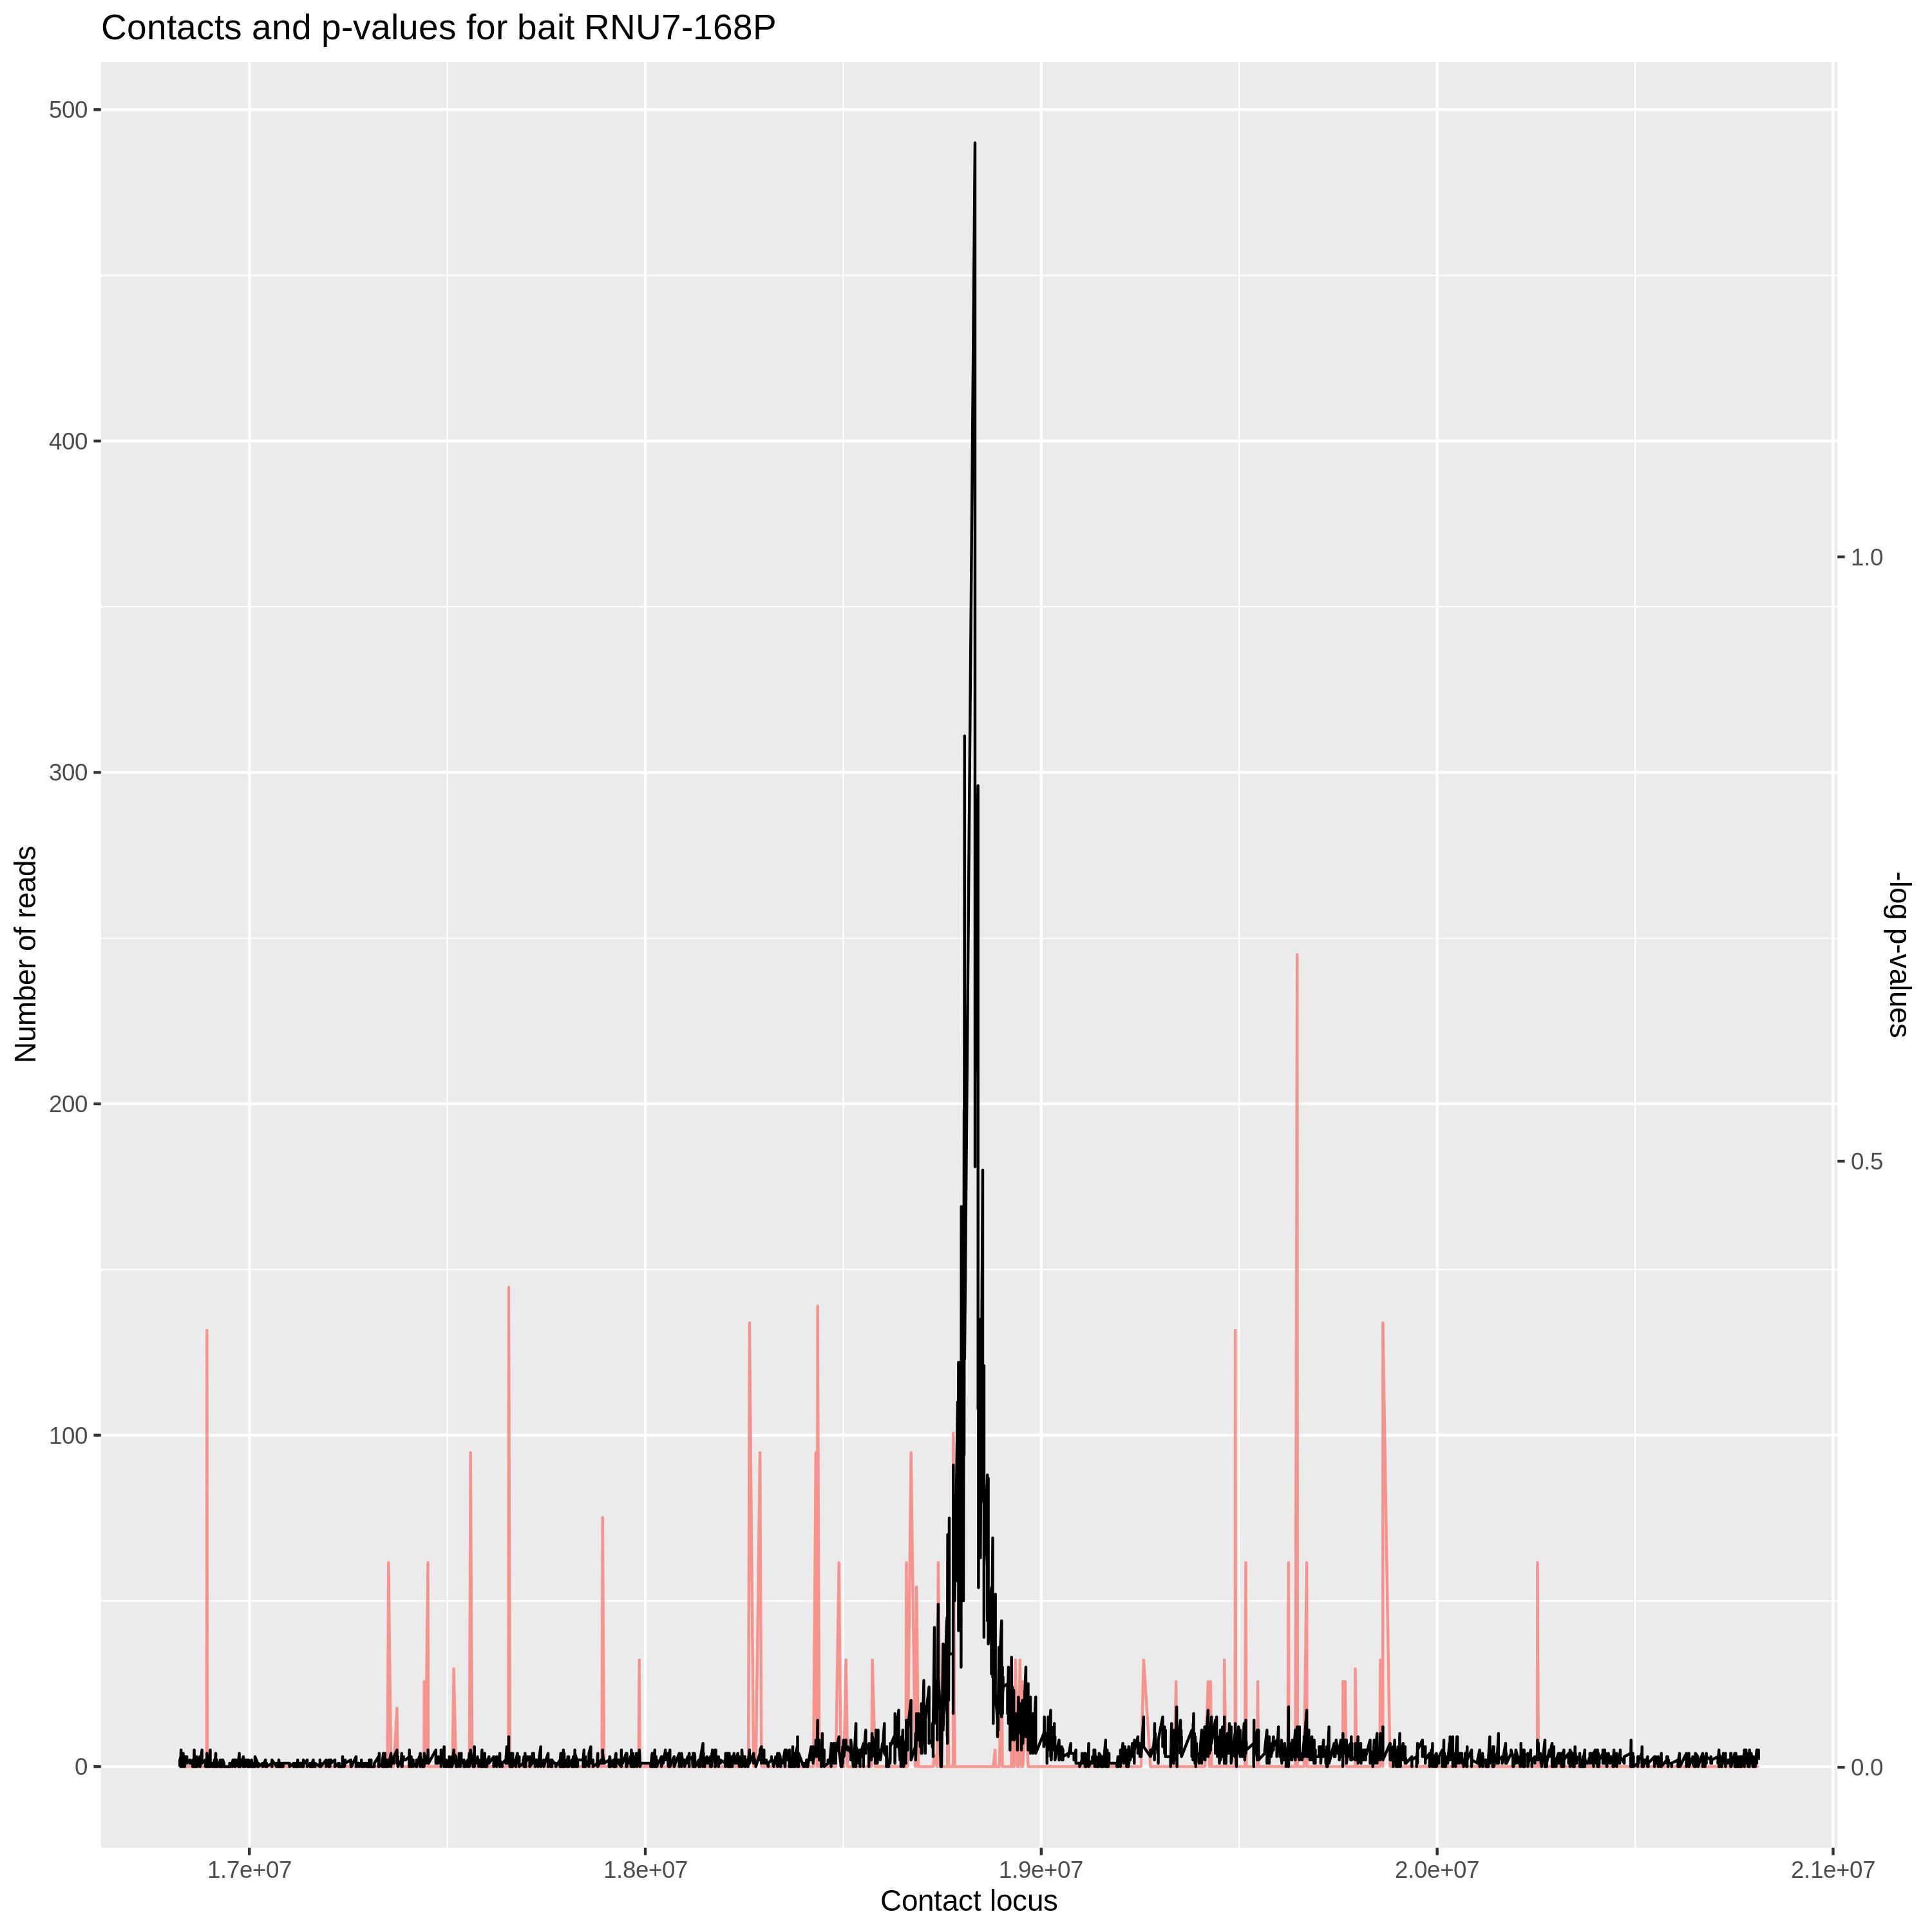 Contacts and p-values for bait RNU7-168P
500
400
300
200
100
0
Number of reads
1.0
0.5
0.0
-log p-values
1.7e+07
1.8e+07
1.9e+07
2.0e+07
2.1e+07
Contact locus